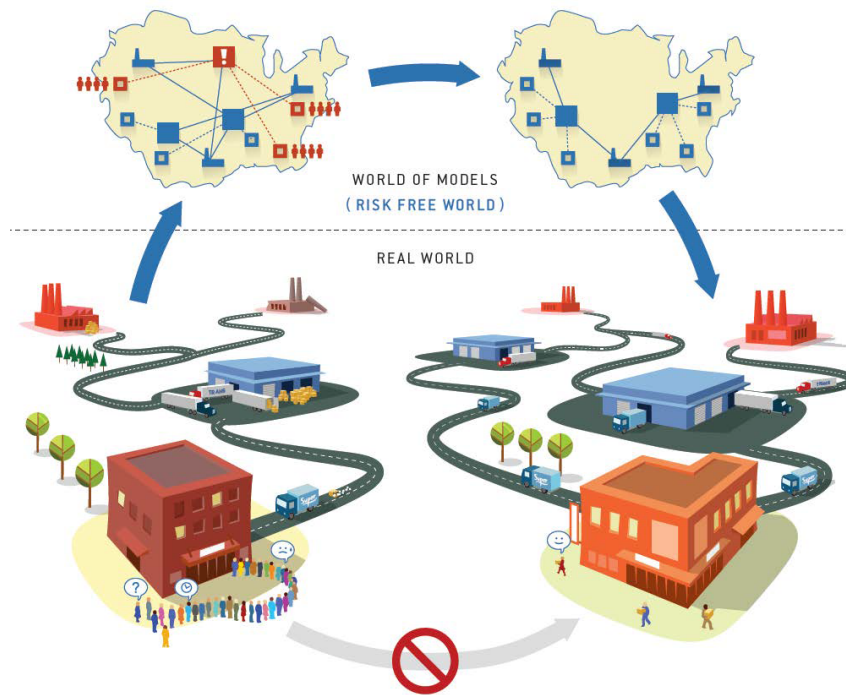 !
WORLD OF MODELS
( RISK FREE WORLD )
REAL WORLD
?